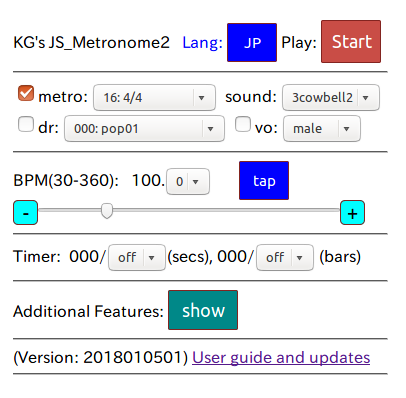 KG's JS_Metronome2 Lang: JP Play: Start
metro: 16: 4/4 sound: 3cowbell2
dr: 000: pop01 vo: male
BPM(30-360): 100. 0 tap
- +
Timer: 000/ off (secs), 000/ off (bars)
Additional Features: show
(Version: 2018010501) User guide and updates